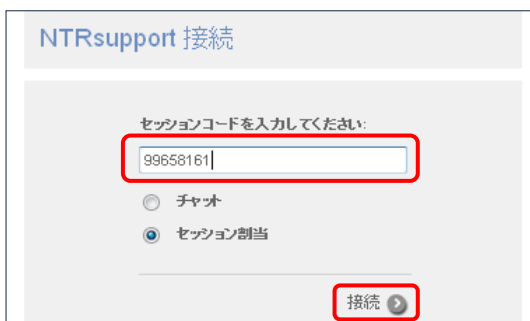 NTRsupport 接続
セッションコードを入力してください:
99658161
チャット
セッション割当
接続